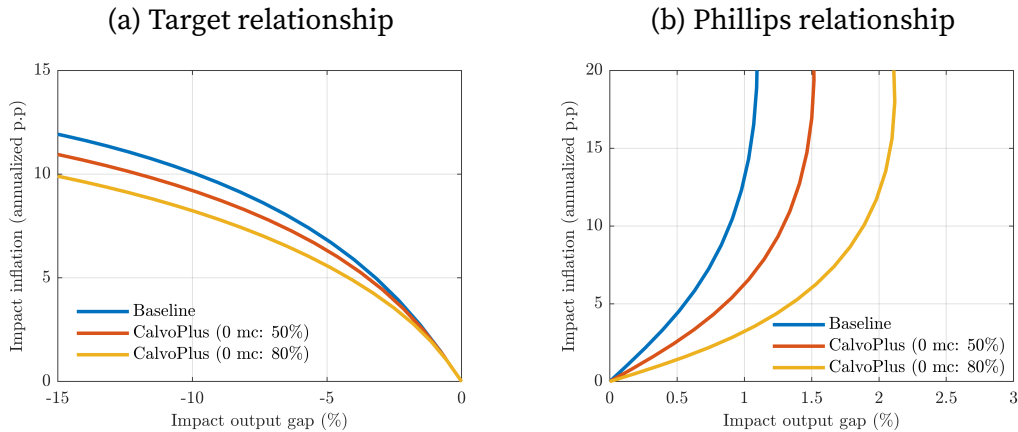 (a) Target relationship
15
10
5
0
-15
-10
-5
0
Impact inflation (annualized p.p)
Impact output gap (%)
Baseline
CalvoPlus (0 mc: 50%)
CalvoPlus (0 mc: 80%)
(b) Phillips relationship
20
15
10
5
0
0
0.5
1
1.5
2
2.5
3
Impact inflation (annualized p.p)
Impact output gap (%)
Baseline
CalvoPlus (0 mc: 50%)
CalvoPlus (0 mc: 80%)